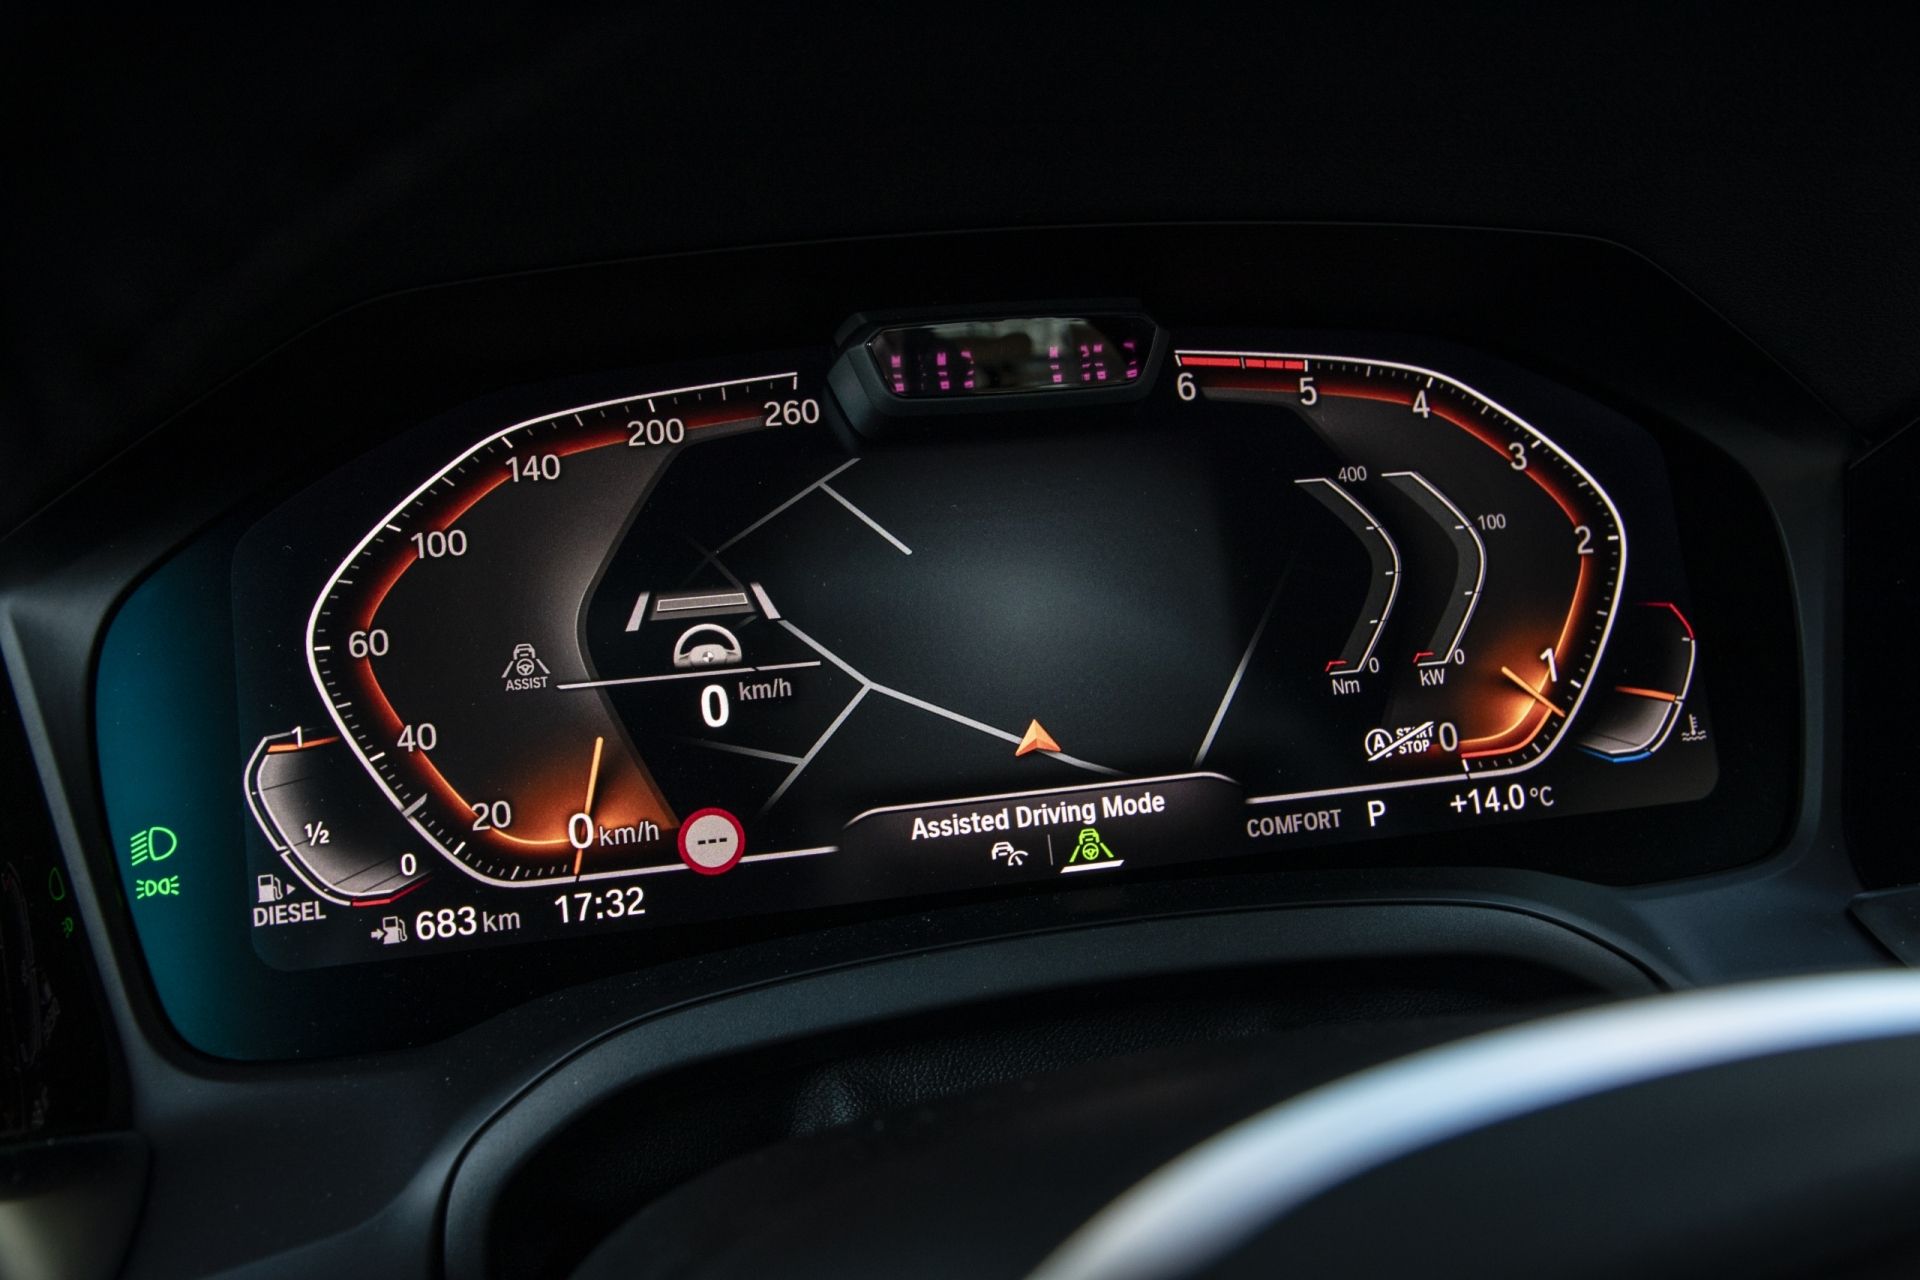 260
200
140
100
60
40
20
0 km/h
ASSIST
0 km/h
1
½
0
DIESEL
683 km
17:32
---
Assisted Driving Mode
6
5
4
3
2
1
0
400
0
Nm
100
0
kW
A START
STOP
COMFORT P +14.0 °C